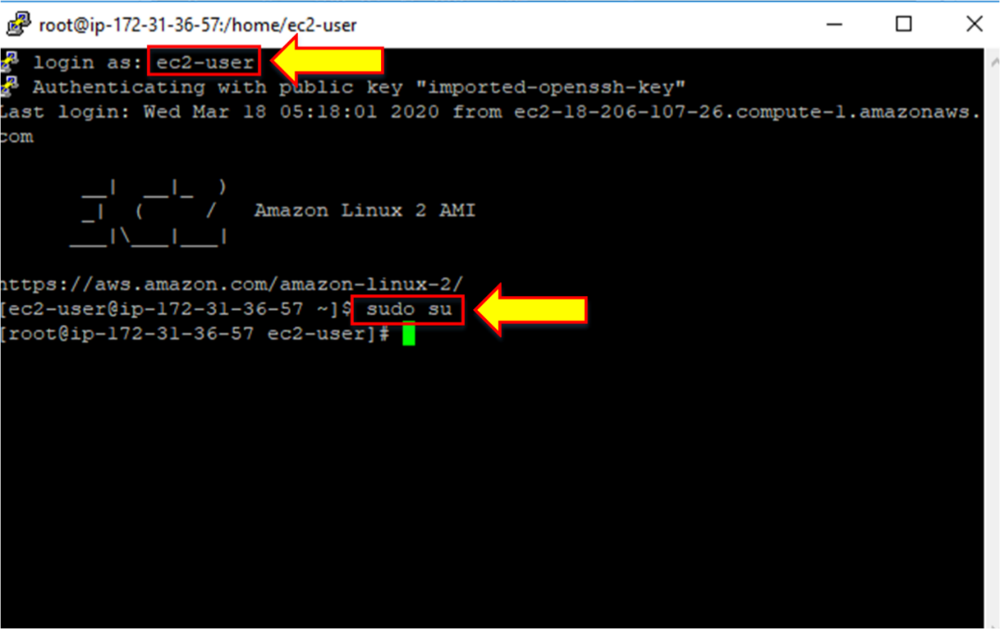 root@ip-172-31-36-57:/home/ec2-user
login as: ec2-user
Authenticating with public key "imported-openssh-key"
Last login: Wed Mar 18 05:18:01 2020 from ec2-18-206-107-26.compute-1.amazonaws.
com
__|  __|_  )
_|  (     /   Amazon Linux 2 AMI
___|\___|___|
https://aws.amazon.com/amazon-linux-2/
[ec2-user@ip-172-31-36-57 ~]$ sudo su
[root@ip-172-31-36-57 ec2-user]#